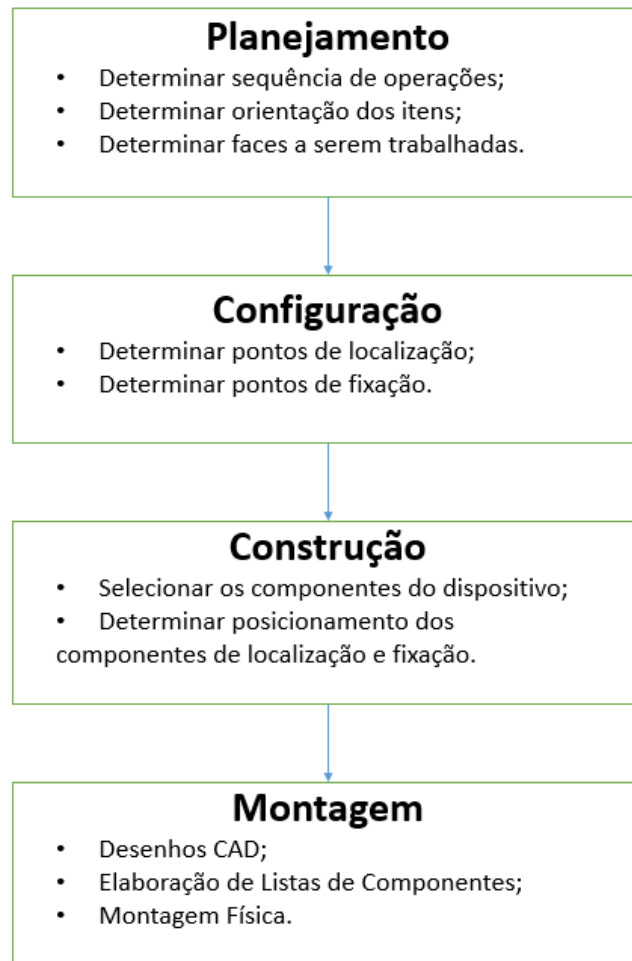 Planejamento
• Determinar sequência de operações;
• Determinar orientação dos itens;
• Determinar faces a serem trabalhadas.
Configuração
• Determinar pontos de localização;
• Determinar pontos de fixação.
Construção
• Selecionar os componentes do dispositivo;
• Determinar posicionamento dos
componentes de localização e fixação.
Montagem
• Desenhos CAD;
• Elaboração de Listas de Componentes;
• Montagem Física.